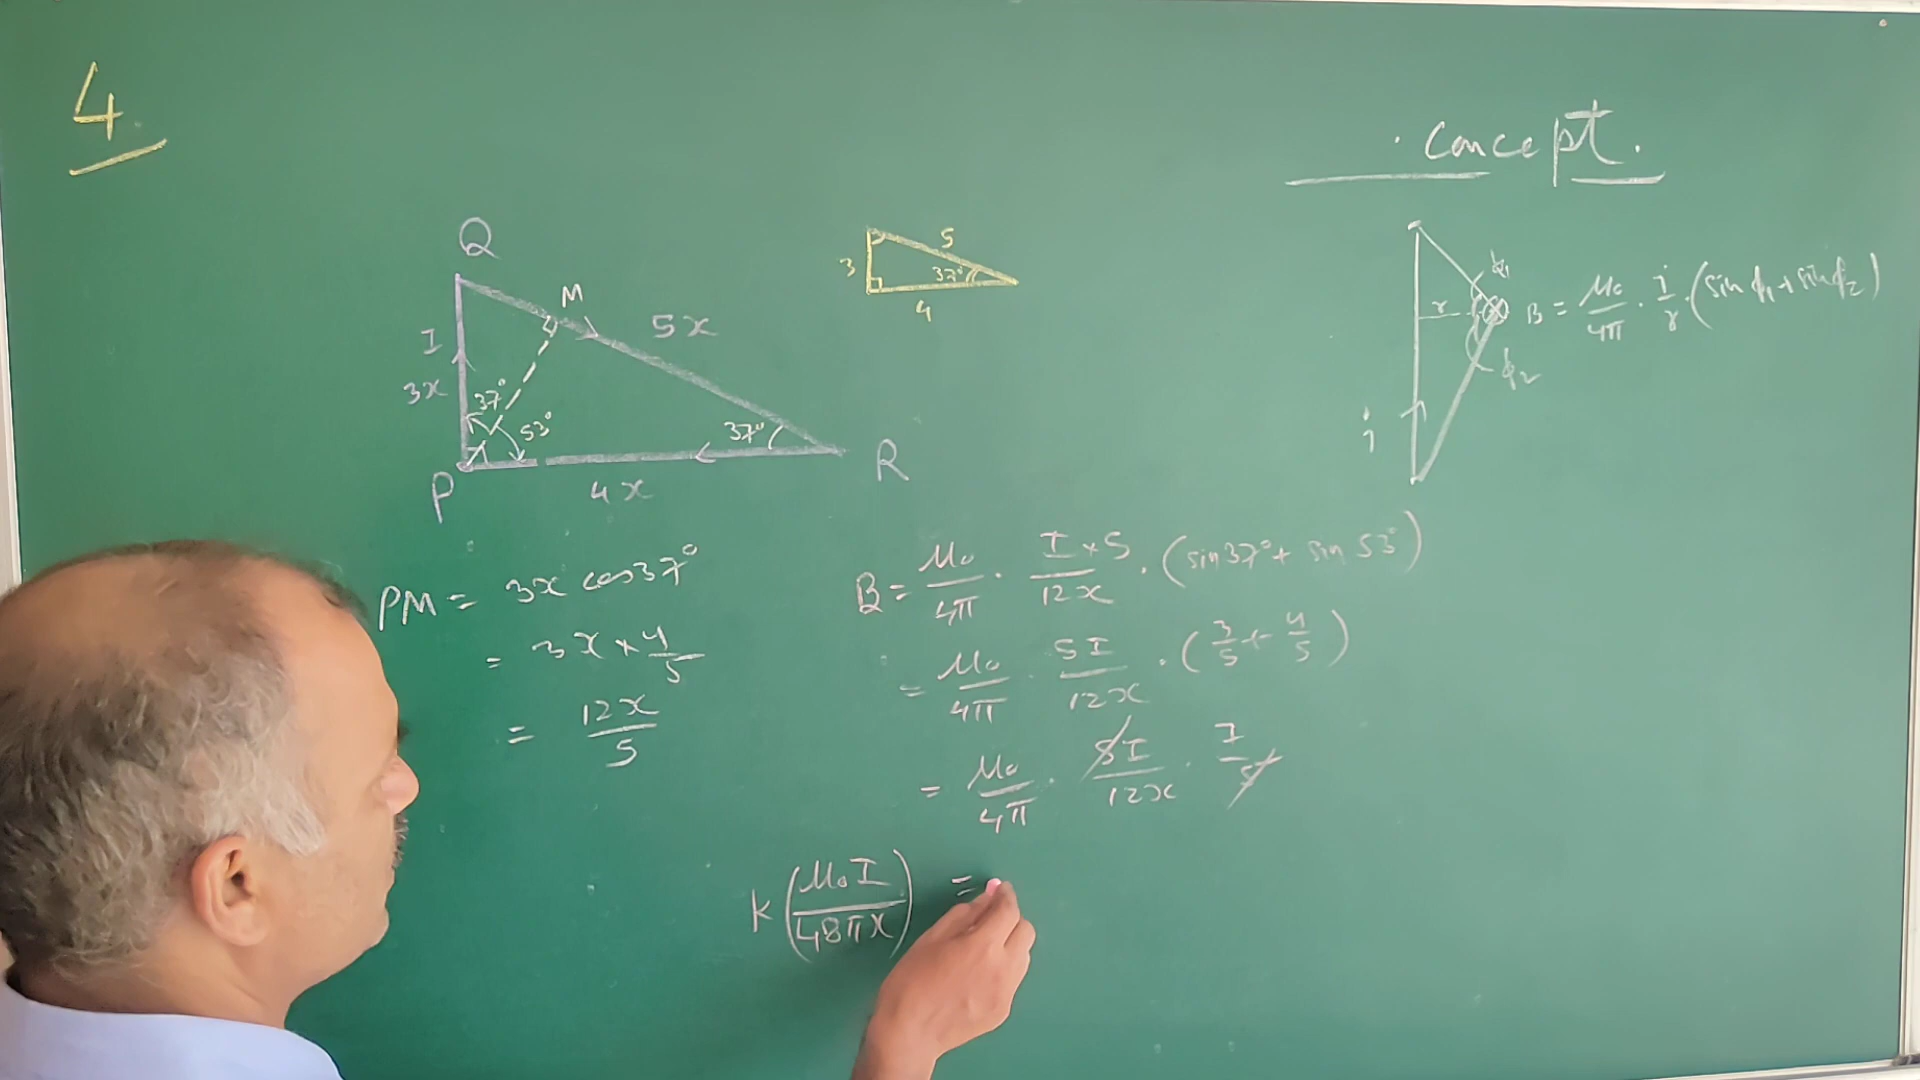 4.
. Concept.
Q
M
5x
I
3x
37°
53°
37°
P
4x
R
3
5
37°
4
r
ϕ1
ϕ2
i
B = μ0/4π · i/r · (sin ϕ1 + sin ϕ2)
PM = 3x cos37°
= 3x × 4/5
= 12x/5
B = μ0/4π · I×5/12x · (sin37° + sin 53°)
= μ0/4π · 5I/12x · (3/5 + 4/5)
= μ0/4π · 5I/12x · 7/5
K(μ0I/48πx) =